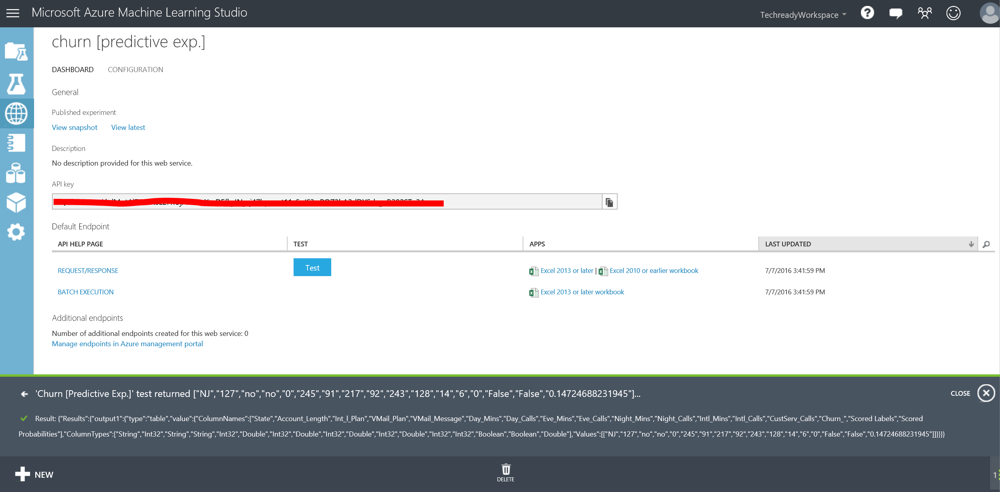 Microsoft Azure Machine Learning Studio
TechreadyWorkspace
churn [predictive exp.]
DASHBOARD CONFIGURATION
General
Published experiment
View snapshot View latest
Description
No description provided for this web service.
API key
Default Endpoint
API HELP PAGE TEST APPS LAST UPDATED
REQUEST/RESPONSE Test Excel 2013 or later | Excel 2010 or earlier workbook 7/7/2016 3:41:59 PM
BATCH EXECUTION Excel 2013 or later workbook 7/7/2016 3:41:59 PM
Additional endpoints
Number of additional endpoints created for this web service: 0
Manage endpoints in Azure management portal
'Churn [Predictive Exp.]' test returned ["NJ","127","no","no","0","245","91","217","92","243","128","14","6","0","False","False","0.14724688231945"]...
CLOSE
Result: {"Results":{"output1":{"type":"table","value":{"ColumnNames":["State","Account_Length","Int_l_Plan","VMail_Plan","VMail_Message","Day_Mins","Day_Calls","Eve_Mins","Eve_Calls","Night_Mins","Night_Calls","Intl_Mins","Intl_Calls","CustServ_Calls","Churn_","Scored Labels","Scored
Probabilities"],"ColumnTypes":["String","Int32","String","String","Int32","Double","Int32","Double","Int32","Double","Int32","Double","Int32","Int32","Boolean","Boolean","Double"],"Values":[["NJ","127","no","no","0","245","91","217","92","243","128","14","6","0","False","False","0.14724688231945"]]}}}}
NEW
DELETE
1